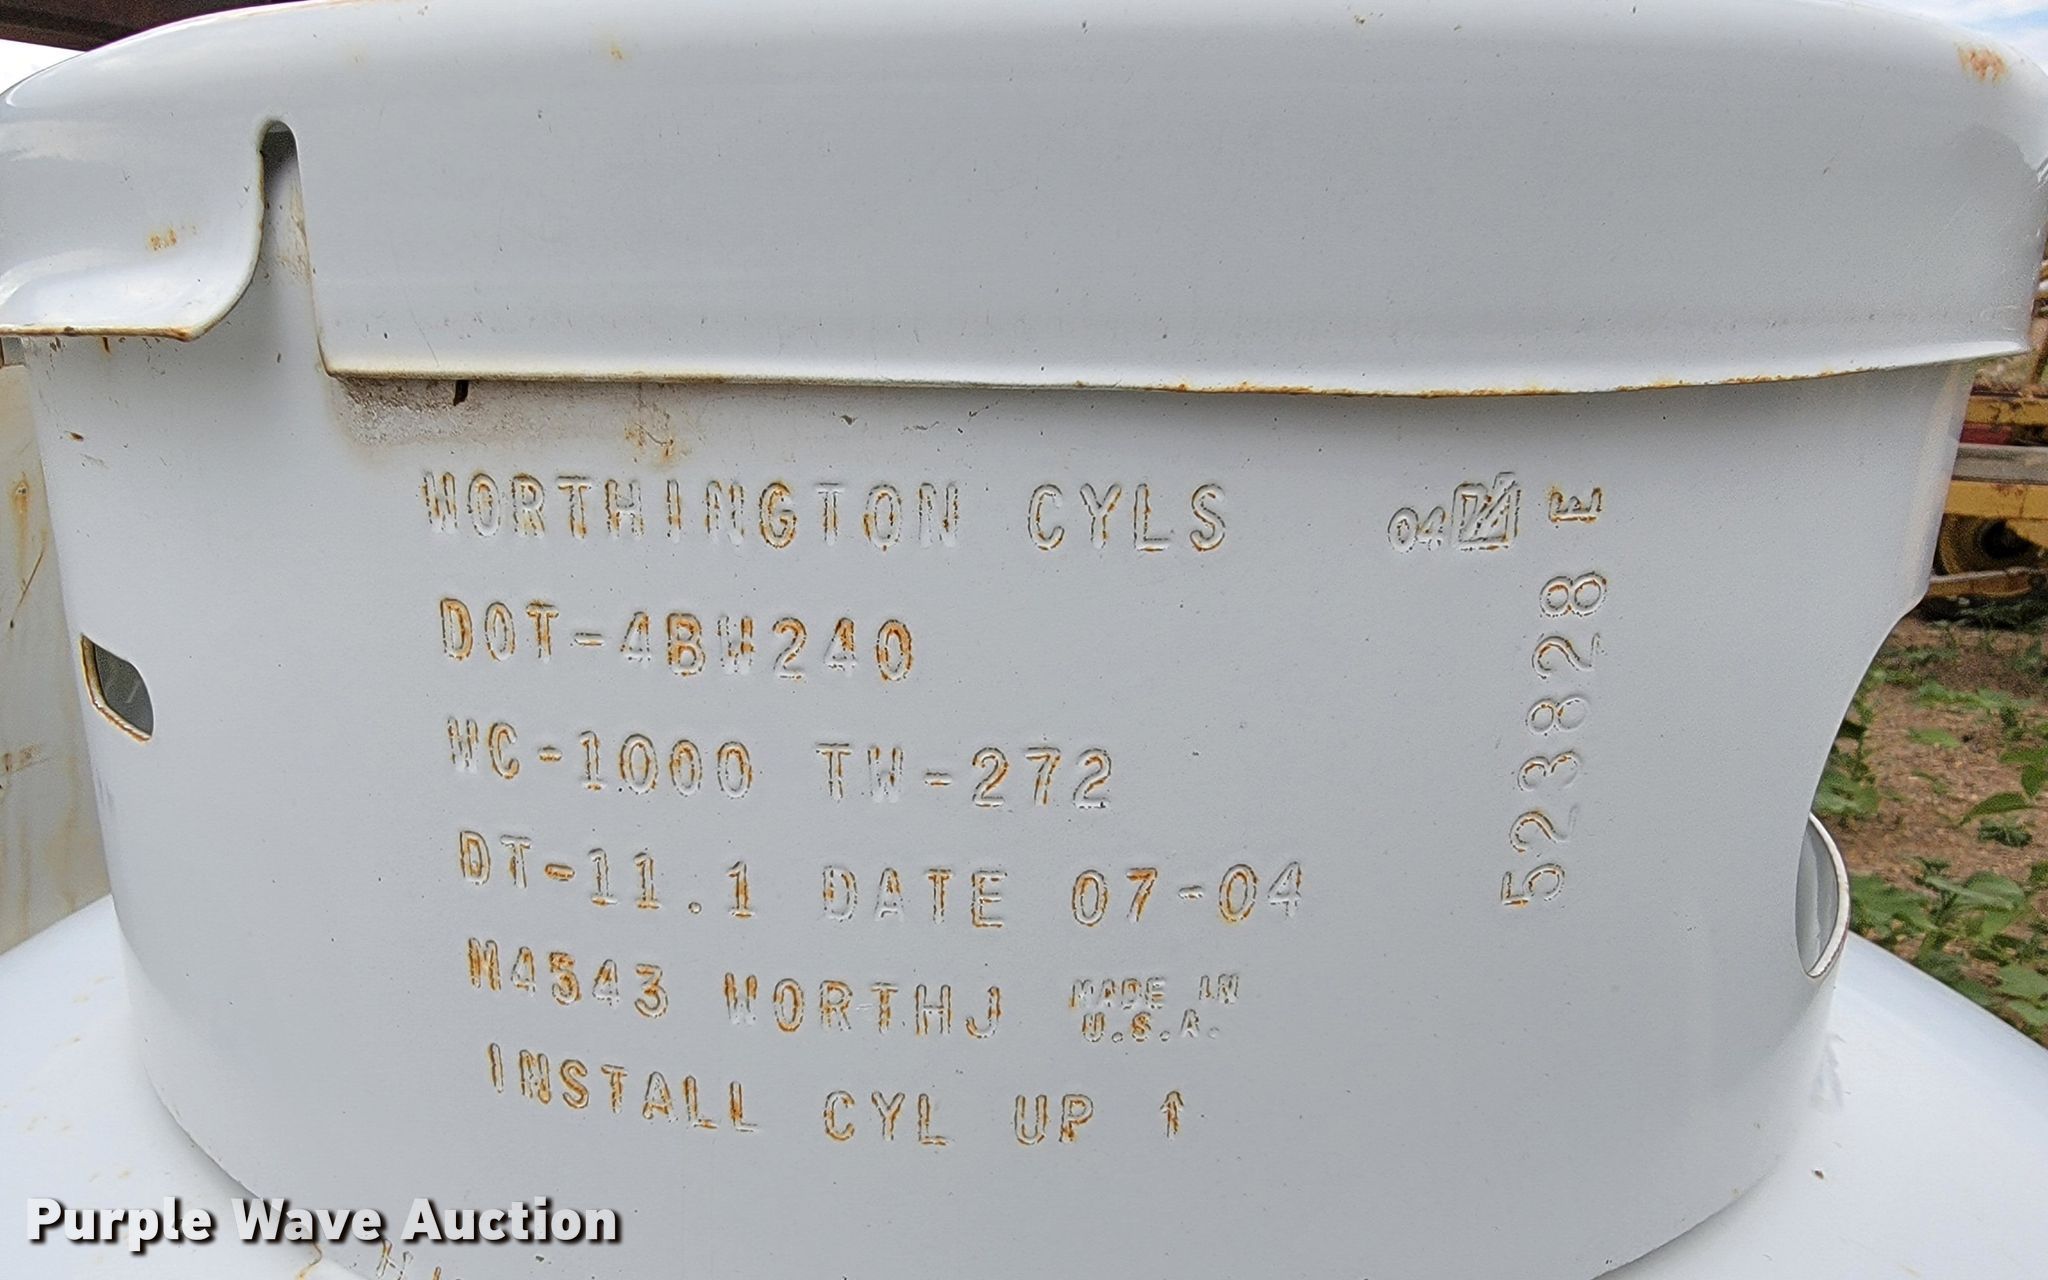 WORTHINGTON CYLS 04
DOT-4BW240
WC-1000 TW-272
DT-11.1 DATE 07-04
M4543 WORTHJ MADE IN
U.S.A.
INSTALL CYL UP ↑
523828 E
Purple Wave Auction